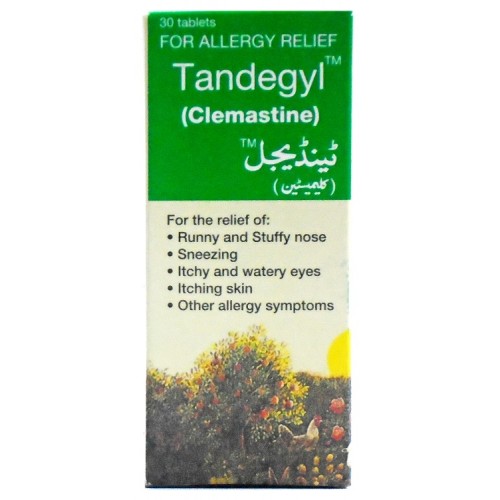 30 tablets
FOR ALLERGY RELIEF
Tandegyl™
(Clemastine)
ٹینڈیجل™
(کلیمیسٹین)
For the relief of:
• Runny and Stuffy nose
• Sneezing
• Itchy and watery eyes
• Itching skin
• Other allergy symptoms